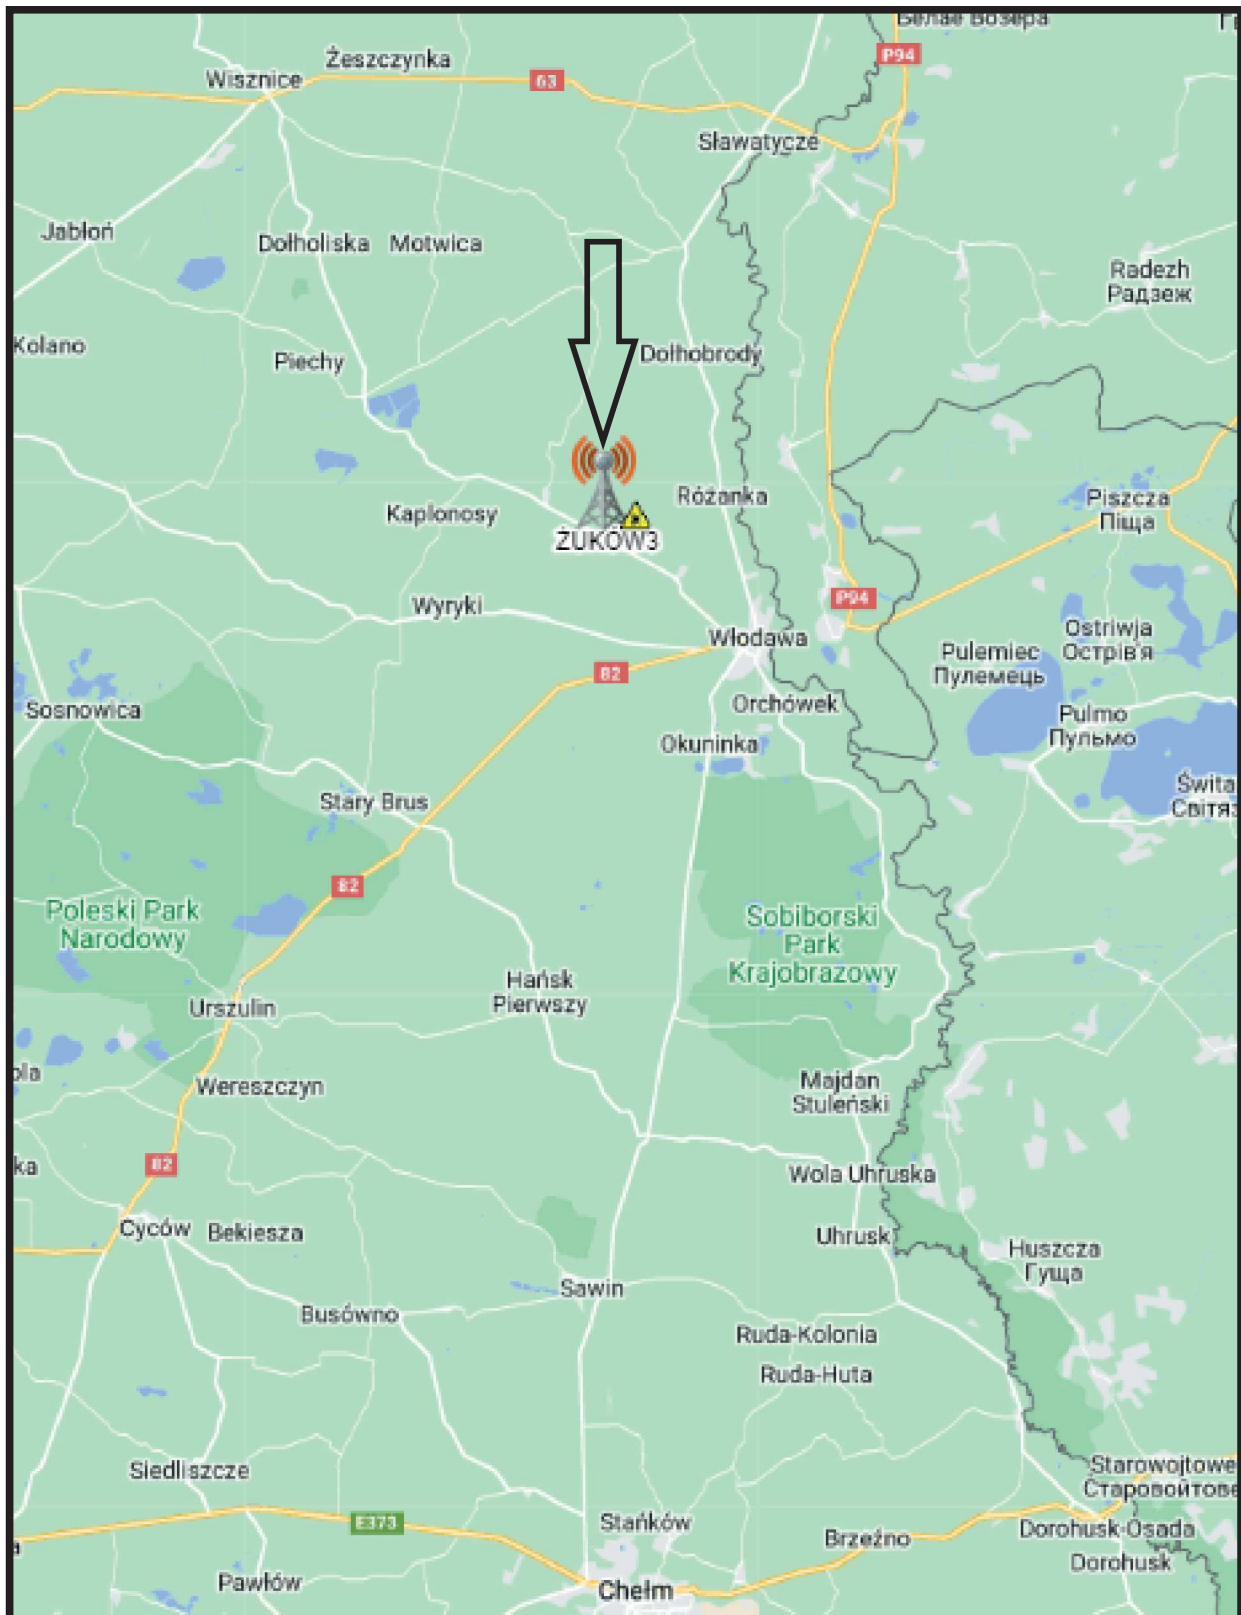 Белае Возера
P94
Żeszczynka
Wisznice
63
Sławatycze
Jabłoń
Dołholiska
Motwica
Radezh
Радзеж
Kolano
Piechy
Dołhobrody
Kaplonosy
Różanka
Piszcza
Піща
ŻUKÓW3
P94
Wyryki
Włodawa
Ostriwja
Острів'я
Pulemiec
Пулемець
82
Sosnowica
Orchówek
Pulmo
Пульмо
Okuninka
Świta
Світяз
Stary Brus
82
Poleski Park
Narodowy
Sobiborski
Park
Krajobrazowy
Hańsk
Pierwszy
Urszulin
ola
Wereszczyn
Majdan
Stuleński
82
ka
Wola Uhruska
Cyców
Bekiesza
Uhrusk
Huszcza
Гуща
Sawin
Busówno
Ruda-Kolonia
Ruda-Huta
Siedliszcze
Starowojtowe
Старовойтове
E373
Stańków
Brzeźno
Dorohusk-Osada
Dorohusk
Pawłów
Chełm